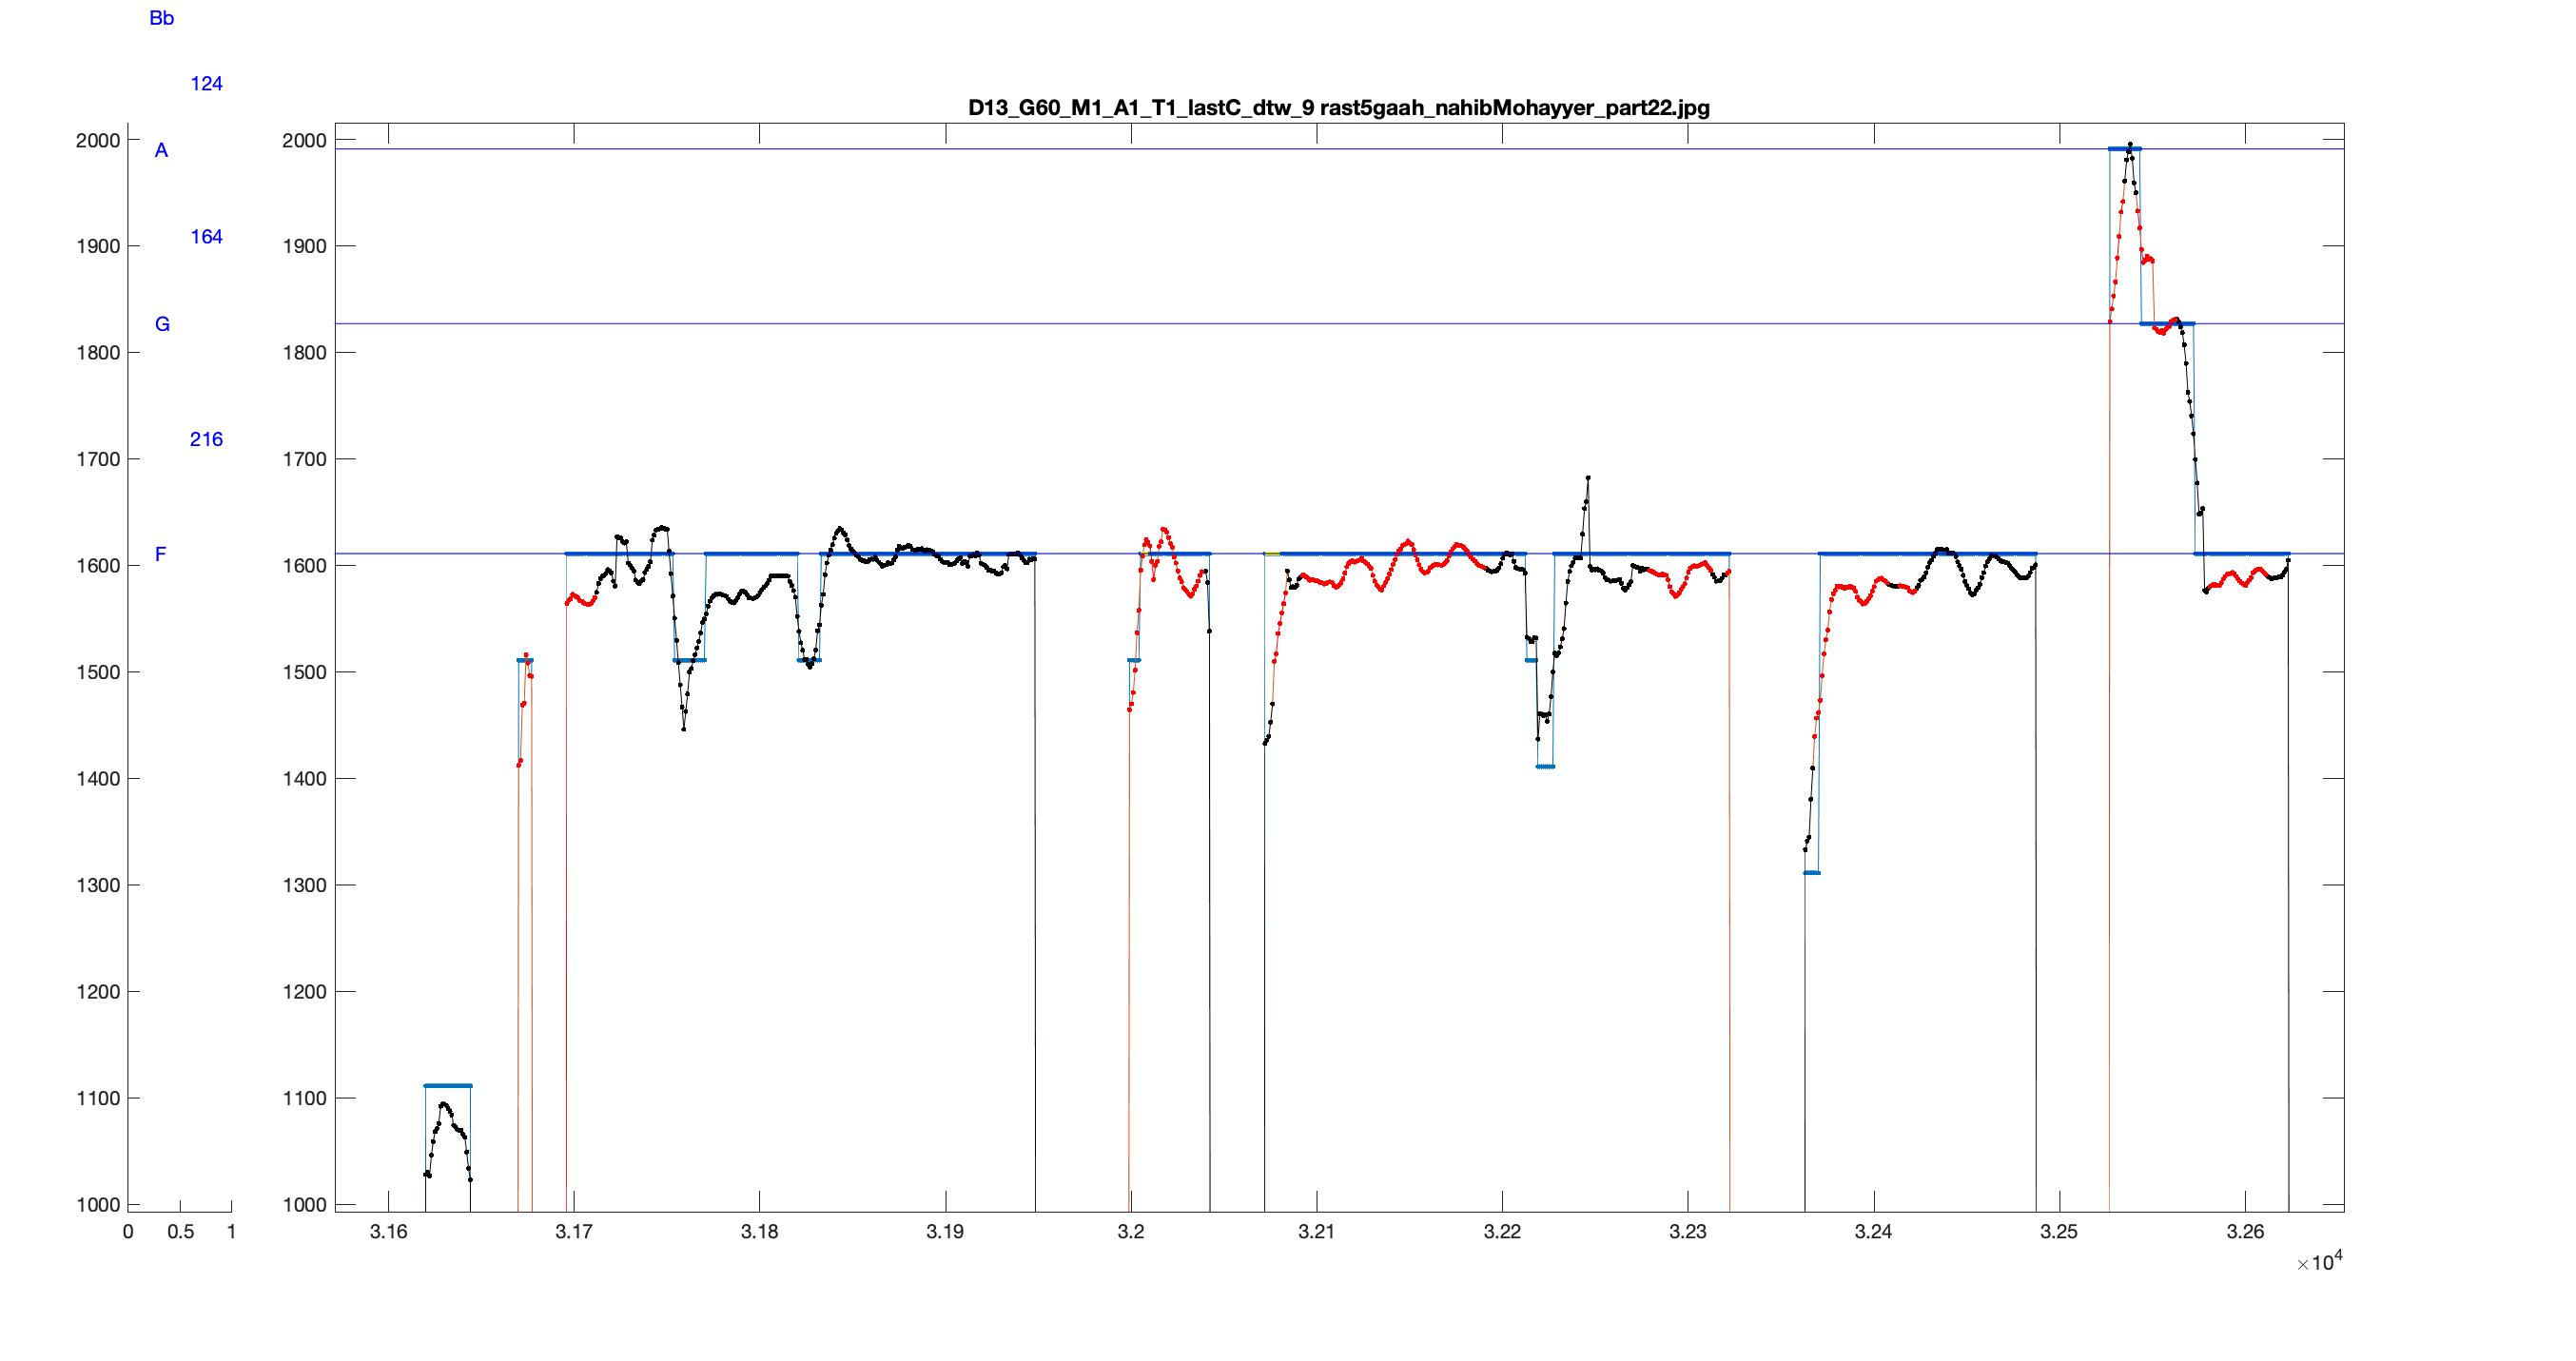 Bb
124
D13_G60_M1_A1_T1_lastC_dtw_9 rast5gaah_nahibMohayyer_part22.jpg
2000 A 2000
1900 164 1900
1800 G 1800
1700 216 1700
1600 F 1600
1500 1500
1400 1400
1300 1300
1200 1200
1100 1100
1000 1000
0 0.5 1 3.16 3.17 3.18 3.19 3.2 3.21 3.22 3.23 3.24 3.25 3.26
×10⁴